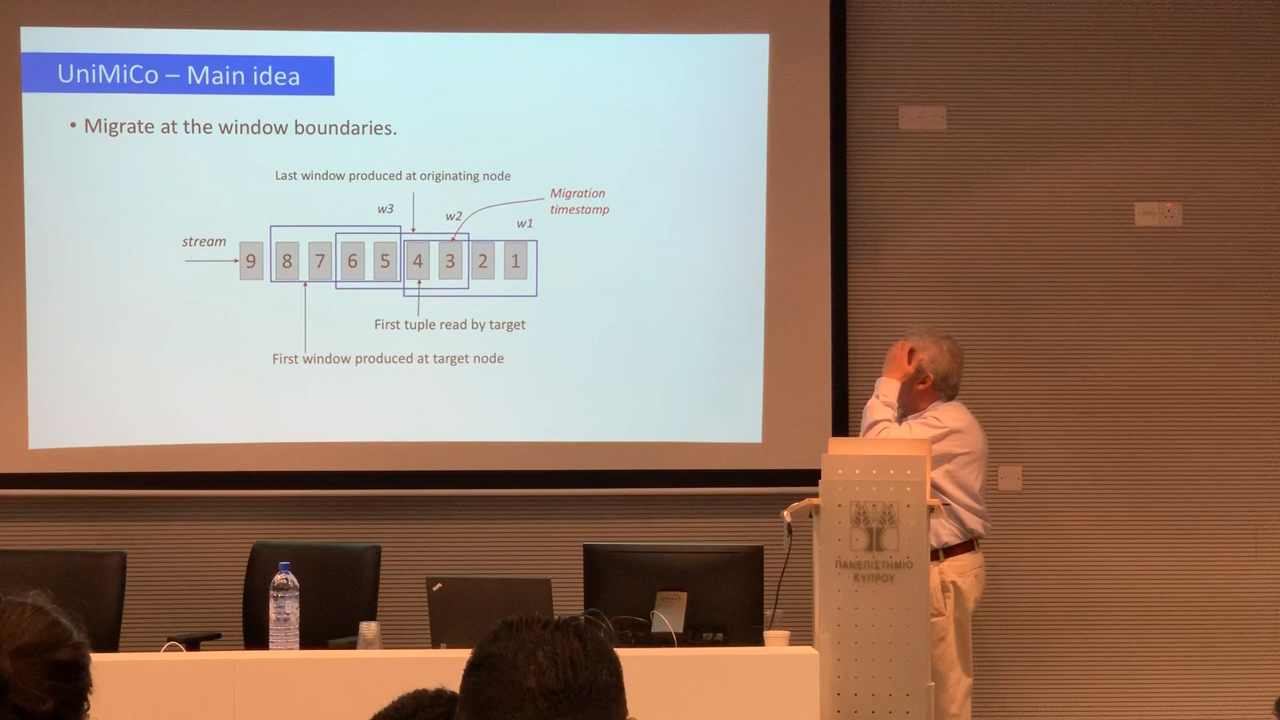 UniMiCo – Main idea
• Migrate at the window boundaries.
Last window produced at originating node
Migration
timestamp
w3
w2
w1
stream
9 8 7 6 5 4 3 2 1
First tuple read by target
First window produced at target node
ΠΑΝΕΠΙΣΤΗΜΙΟ
ΚΥΠΡΟΥ